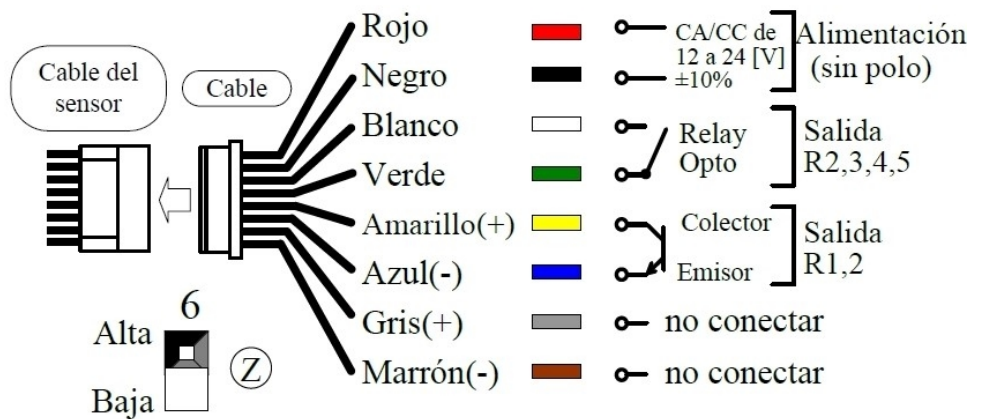 Cable del
sensor
Cable
Rojo
CA/CC de
12 a 24 [V]
±10%
Alimentación
(sin polo)
Negro
Blanco
Relay
Opto
Salida
R2,3,4,5
Verde
Amarillo(+)
Colector
Salida
R1,2
Azul(-)
Emisor
Gris(+)
no conectar
Marrón(-)
no conectar
6
Alta
Baja
Z